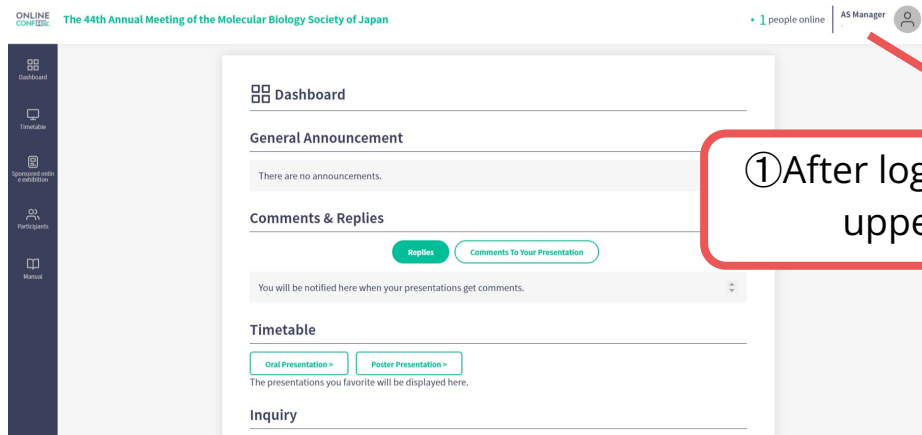 ONLINE
CONF
The 44th Annual Meeting of the Molecular Biology Society of Japan
• 1 people online
AS Manager
Dashboard
Timetable
Sponsored onlin
e exhibition
Participants
Manual
Dashboard
General Announcement
There are no announcements.
Comments & Replies
Replies
Comments To Your Presentation
You will be notified here when your presentations get comments.
Timetable
Oral Presentation >
Poster Presentation >
The presentations you favorite will be displayed here.
Inquiry
①After log
uppe